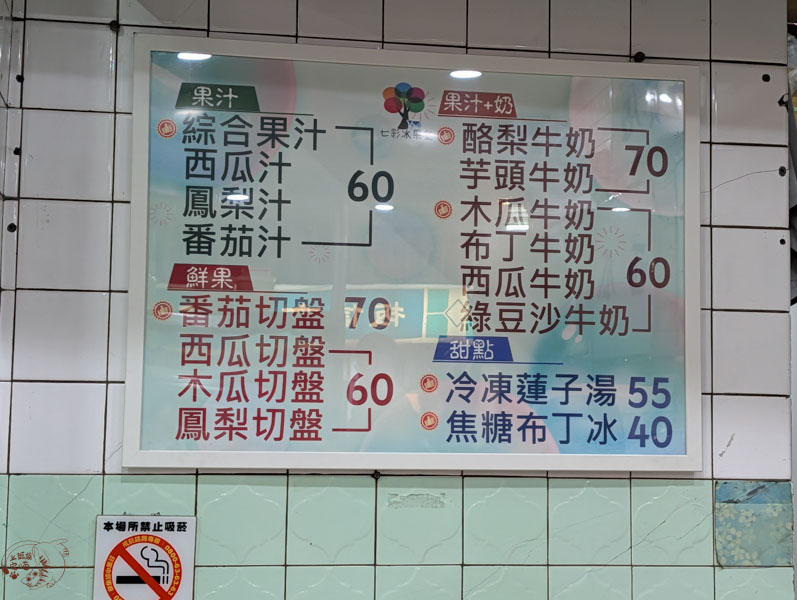 果汁
綜合果汁
西瓜汁
鳳梨汁
番茄汁
60
鮮果
番茄切盤 70
西瓜切盤
木瓜切盤
鳳梨切盤
60
七彩冰果
果汁+奶
酪梨牛奶
芋頭牛奶
70
木瓜牛奶
布丁牛奶
西瓜牛奶
綠豆沙牛奶
60
甜點
冷凍蓮子湯 55
焦糖布丁冰 40
本場所禁止吸菸